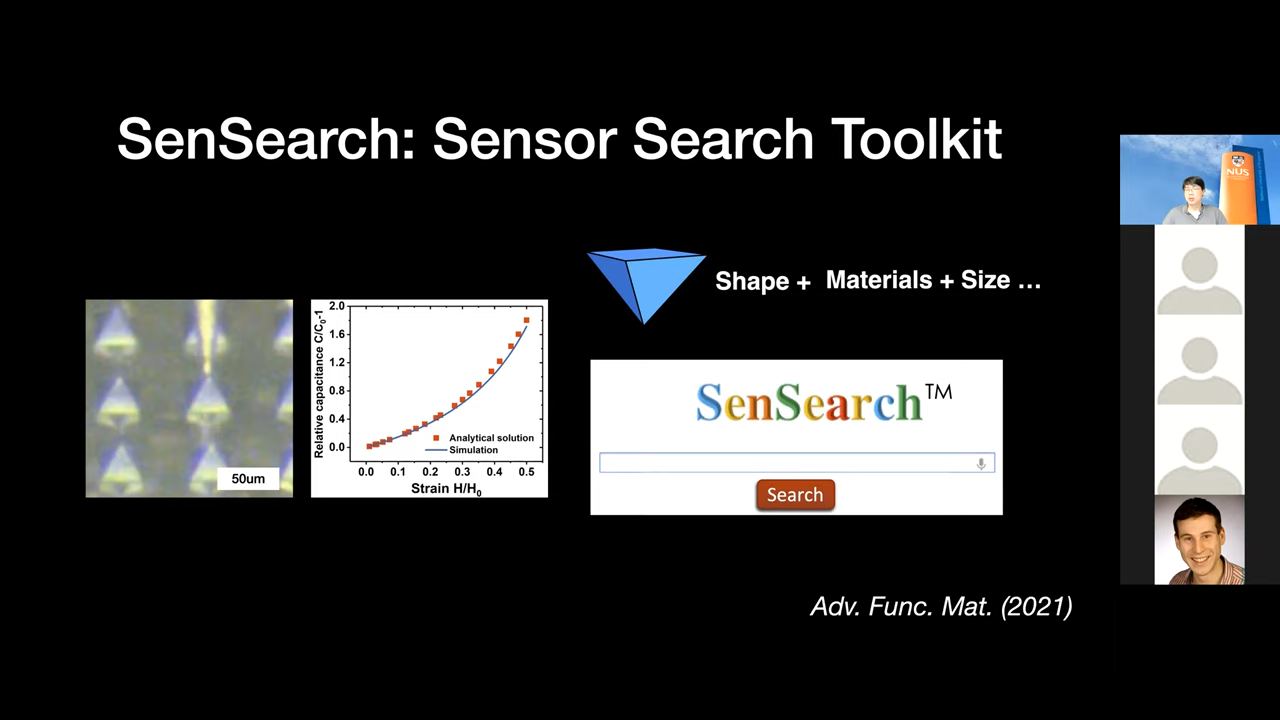 SenSearch: Sensor Search Toolkit
NUS
Shape + Materials + Size ...
50um
Relative capacitance C/C0-1
2.0
1.6
1.2
0.8
0.4
0.0
Analytical solution
Simulation
0.0 0.1 0.2 0.3 0.4 0.5
Strain H/H0
SenSearch™
Search
Adv. Func. Mat. (2021)